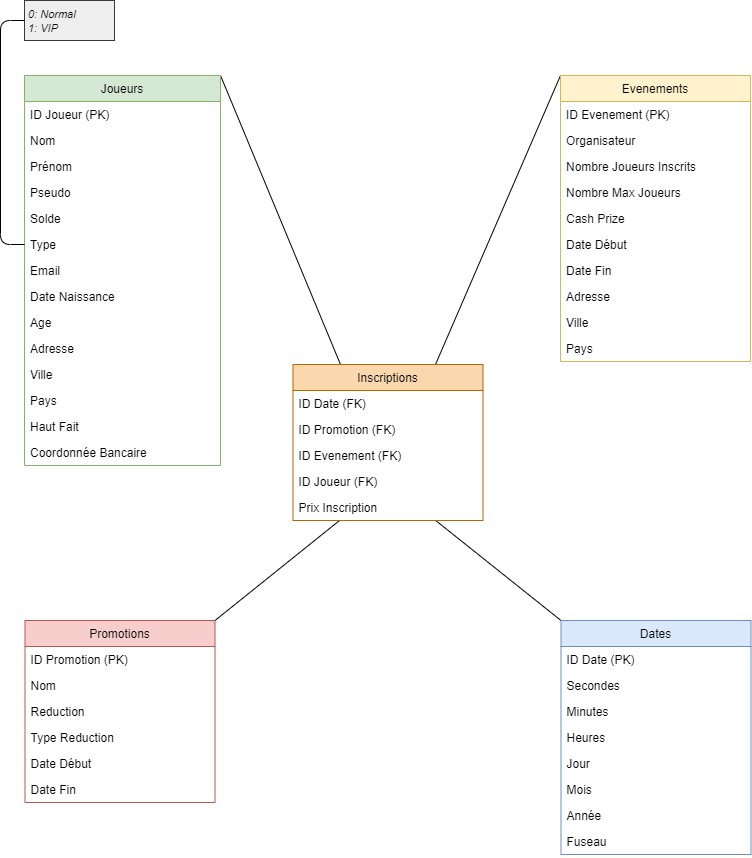 0: Normal
1: VIP
Joueurs
ID Joueur (PK)
Nom
Prénom
Pseudo
Solde
Type
Email
Date Naissance
Age
Adresse
Ville
Pays
Haut Fait
Coordonnée Bancaire
Evenements
ID Evenement (PK)
Organisateur
Nombre Joueurs Inscrits
Nombre Max Joueurs
Cash Prize
Date Début
Date Fin
Adresse
Ville
Pays
Inscriptions
ID Date (FK)
ID Promotion (FK)
ID Evenement (FK)
ID Joueur (FK)
Prix Inscription
Promotions
ID Promotion (PK)
Nom
Reduction
Type Reduction
Date Début
Date Fin
Dates
ID Date (PK)
Secondes
Minutes
Heures
Jour
Mois
Année
Fuseau